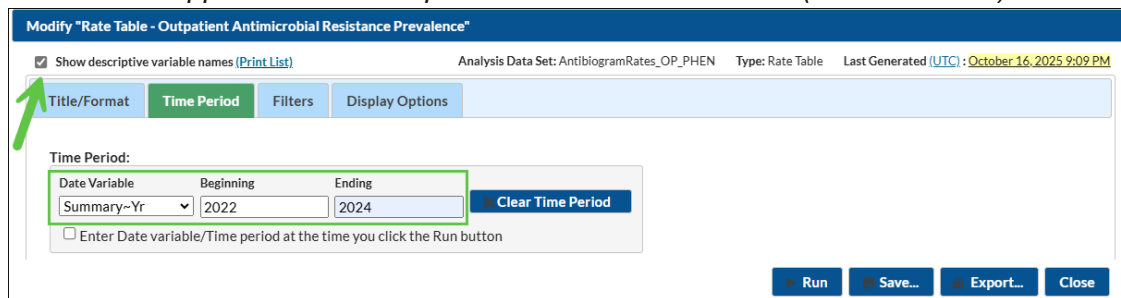 Modify "Rate Table - Outpatient Antimicrobial Resistance Prevalence"
Show descriptive variable names (Print List) Analysis Data Set: AntibiogramRates_OP_PHEN Type: Rate Table Last Generated (UTC) : October 16, 2025 9:09 PM
Title/Format Time Period Filters Display Options
Time Period:
Date Variable Beginning Ending
Summary~Yr 2022 2024 Clear Time Period
Enter Date variable/Time period at the time you click the Run button
Run Save... Export... Close